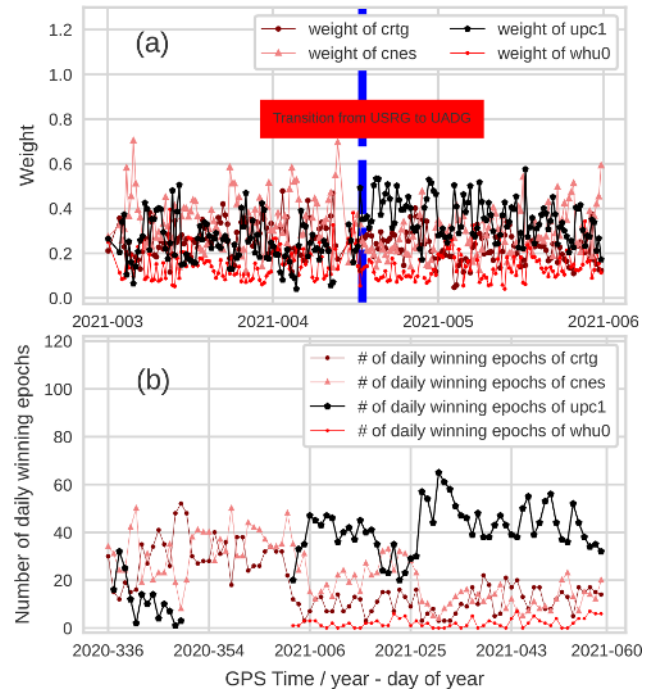 (a)
weight of crtg
weight of upc1
weight of cnes
weight of whu0
Transition from USRG to UADG
Weight
1.2
1.0
0.8
0.6
0.4
0.2
0.0
2021-003
2021-004
2021-005
2021-006
(b)
# of daily winning epochs of crtg
# of daily winning epochs of cnes
# of daily winning epochs of upc1
# of daily winning epochs of whu0
Number of daily winning epochs
120
100
80
60
40
20
0
2020-336
2020-354
2021-006
2021-025
2021-043
2021-060
GPS Time / year - day of year